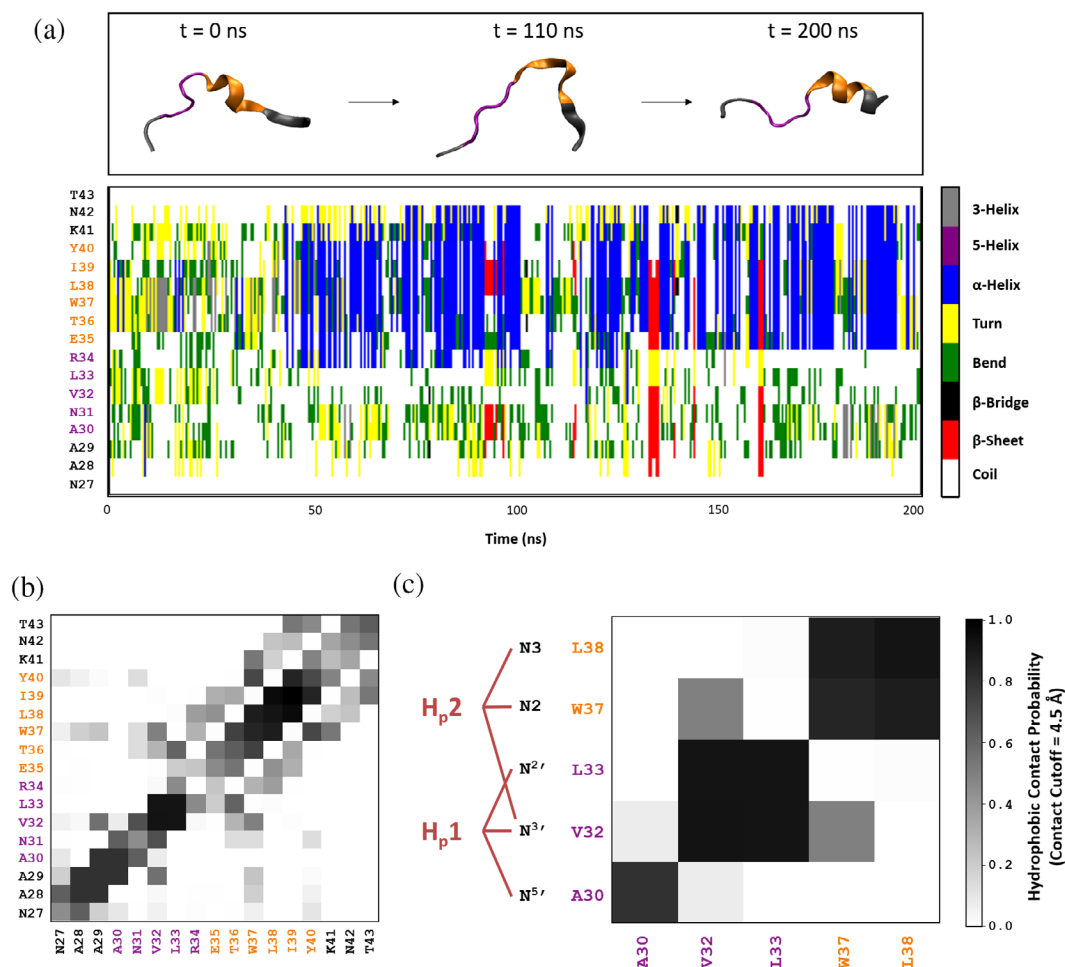 (a)
t = 0 ns t = 110 ns t = 200 ns
T43
N42
K41
Y40
I39
L38
W37
T36
E35
R34
L33
V32
N31
A30
A29
A28
N27
0 50 100 150 200
Time (ns)
3-Helix
5-Helix
α-Helix
Turn
Bend
β-Bridge
β-Sheet
Coil
(b)
T43
N42
K41
Y40
I39
L38
W37
T36
E35
R34
L33
V32
N31
A30
A29
A28
N27
N27 A28 A29 A30 N31 V32 L33 R34 E35 T36 W37 L38 I39 Y40 K41 N42 T43
(c)
N3 L38
Hp2 N2 W37
N2′ L33
Hp1 N3′ V32
N5′ A30
A30 V32 L33 W37 L38
1.0
0.8
0.6
0.4
0.2
0.0
Hydrophobic Contact Probability
(Contact Cutoff = 4.5 Å)